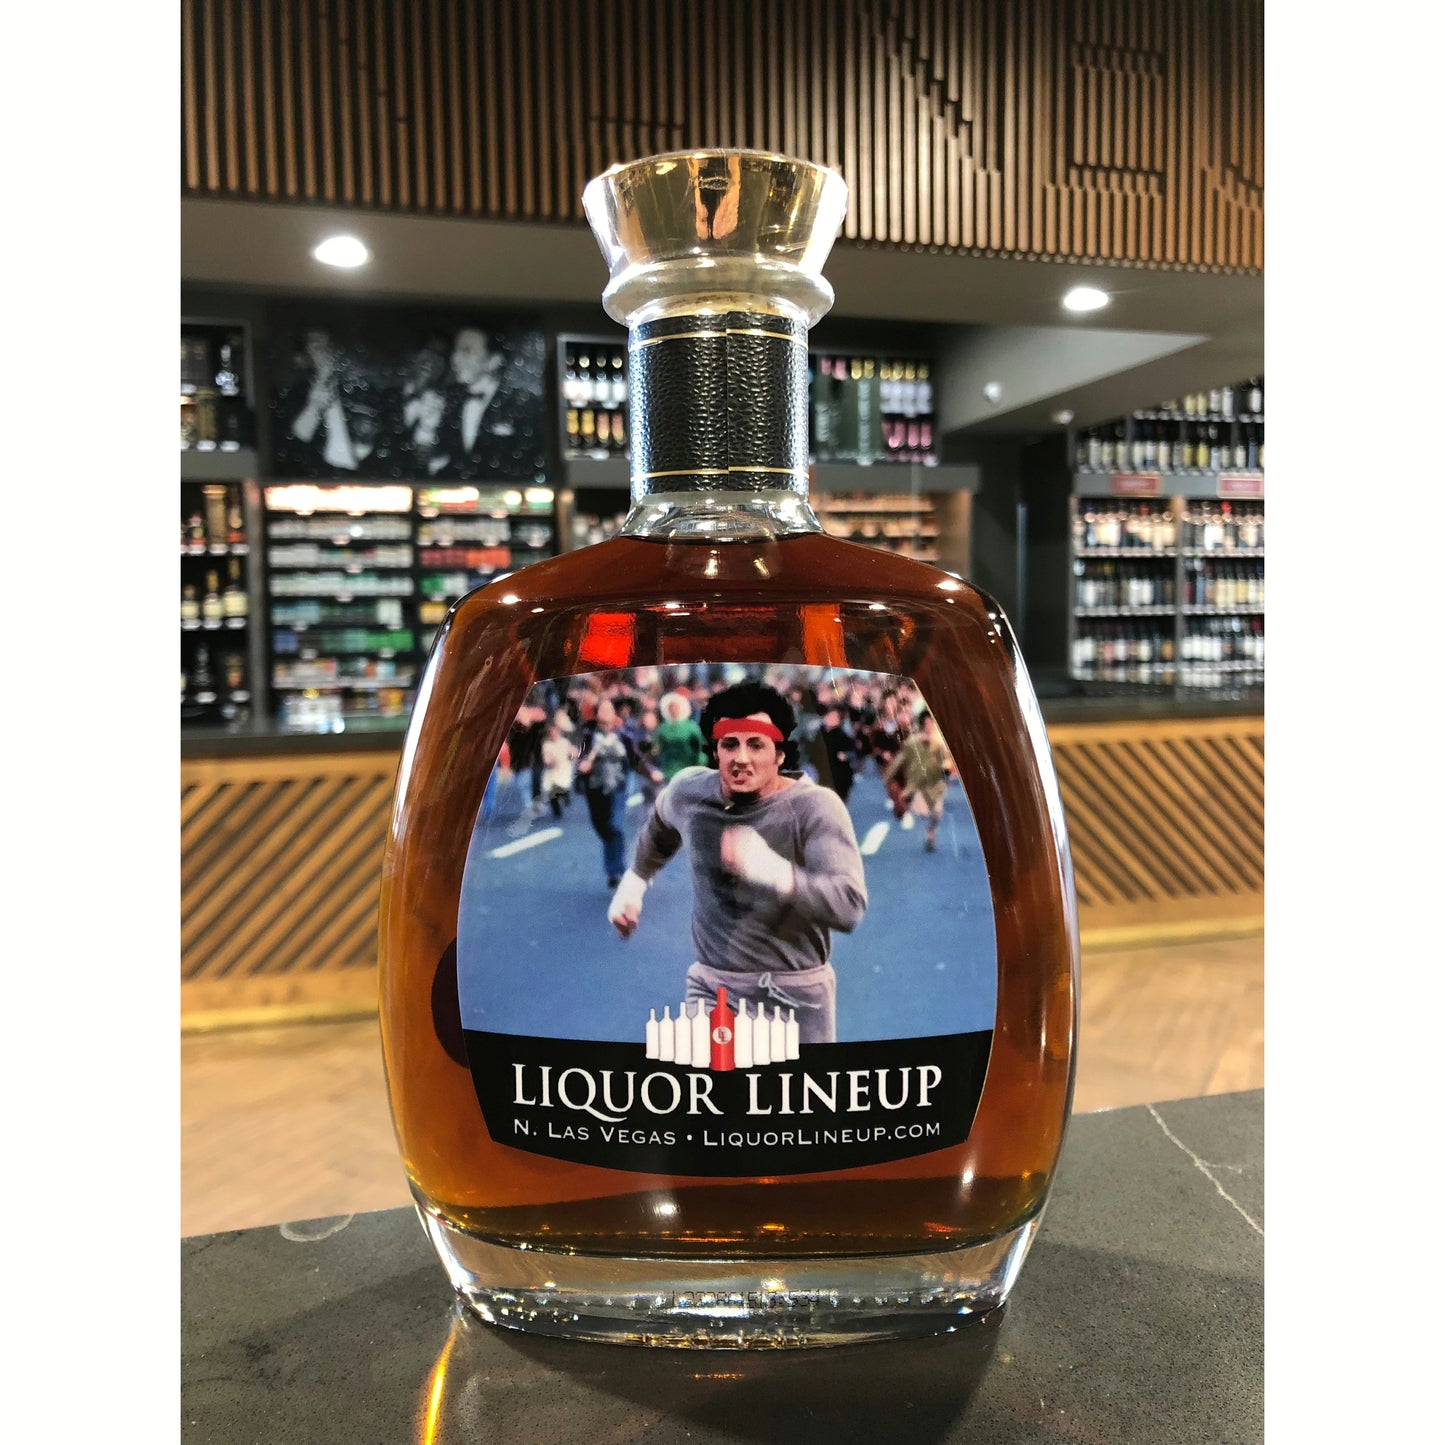 LIQUOR LINEUP
N. LAS VEGAS • LIQUORLINEUP.COM